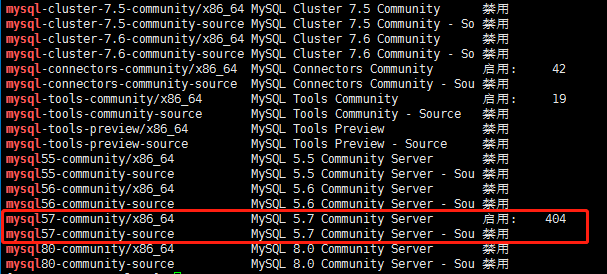 mysql-cluster-7.5-community/x86_64 MySQL Cluster 7.5 Community 禁用
mysql-cluster-7.5-community-source MySQL Cluster 7.5 Community - So 禁用
mysql-cluster-7.6-community/x86_64 MySQL Cluster 7.6 Community 禁用
mysql-cluster-7.6-community-source MySQL Cluster 7.6 Community - So 禁用
mysql-connectors-community/x86_64 MySQL Connectors Community 启用: 42
mysql-connectors-community-source MySQL Connectors Community - Sou 禁用
mysql-tools-community/x86_64 MySQL Tools Community 启用: 19
mysql-tools-community-source MySQL Tools Community - Source 禁用
mysql-tools-preview/x86_64 MySQL Tools Preview 禁用
mysql-tools-preview-source MySQL Tools Preview - Source 禁用
mysql55-community/x86_64 MySQL 5.5 Community Server 禁用
mysql55-community-source MySQL 5.5 Community Server - Sou 禁用
mysql56-community/x86_64 MySQL 5.6 Community Server 禁用
mysql56-community-source MySQL 5.6 Community Server - Sou 禁用
mysql57-community/x86_64 MySQL 5.7 Community Server 启用: 404
mysql57-community-source MySQL 5.7 Community Server - Sou 禁用
mysql80-community/x86_64 MySQL 8.0 Community Server 禁用
mysql80-community-source MySQL 8.0 Community Server - Sou 禁用